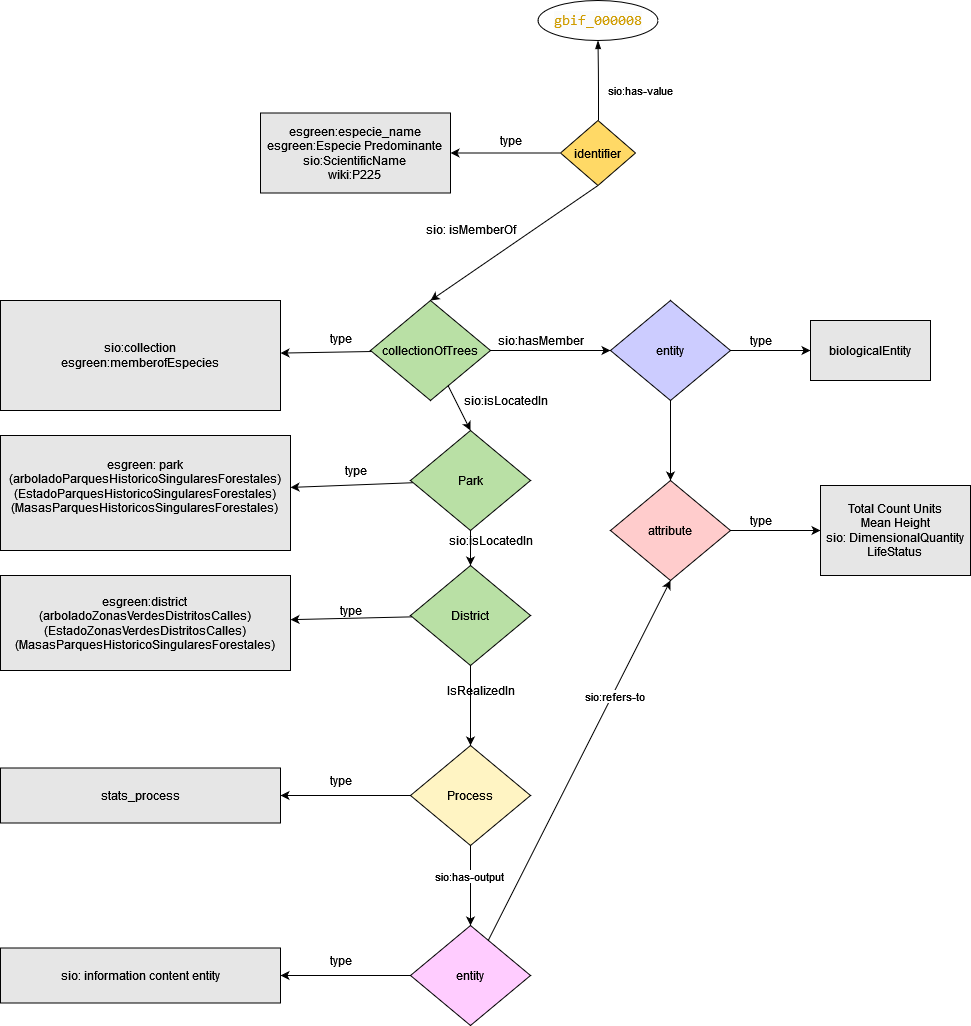 gbif_000008
sio:has-value
esgreen:especie_name
esgreen:Especie Predominante
sio:ScientificName
wiki:P225
type
identifier
sio: isMemberOf
sio:collection
esgreen:memberofEspecies
type
collectionOfTrees
sio:hasMember
entity
type
biologicalEntity
sio:isLocatedIn
esgreen: park
(arboladoParquesHistoricoSingularesForestales)
(EstadoParquesHistoricoSingularesForestales)
(MasasParquesHistoricosSingularesForestales)
type
Park
attribute
type
Total Count Units
Mean Height
sio: DimensionalQuantity
LifeStatus
sio:isLocatedIn
esgreen:district
(arboladoZonasVerdesDistritosCalles)
(EstadoZonasVerdesDistritosCalles)
(MasasParquesHistoricoSingularesForestales)
type
District
IsRealizedIn
sio:refers-to
stats_process
type
Process
sio:has-output
sio: information content entity
type
entity